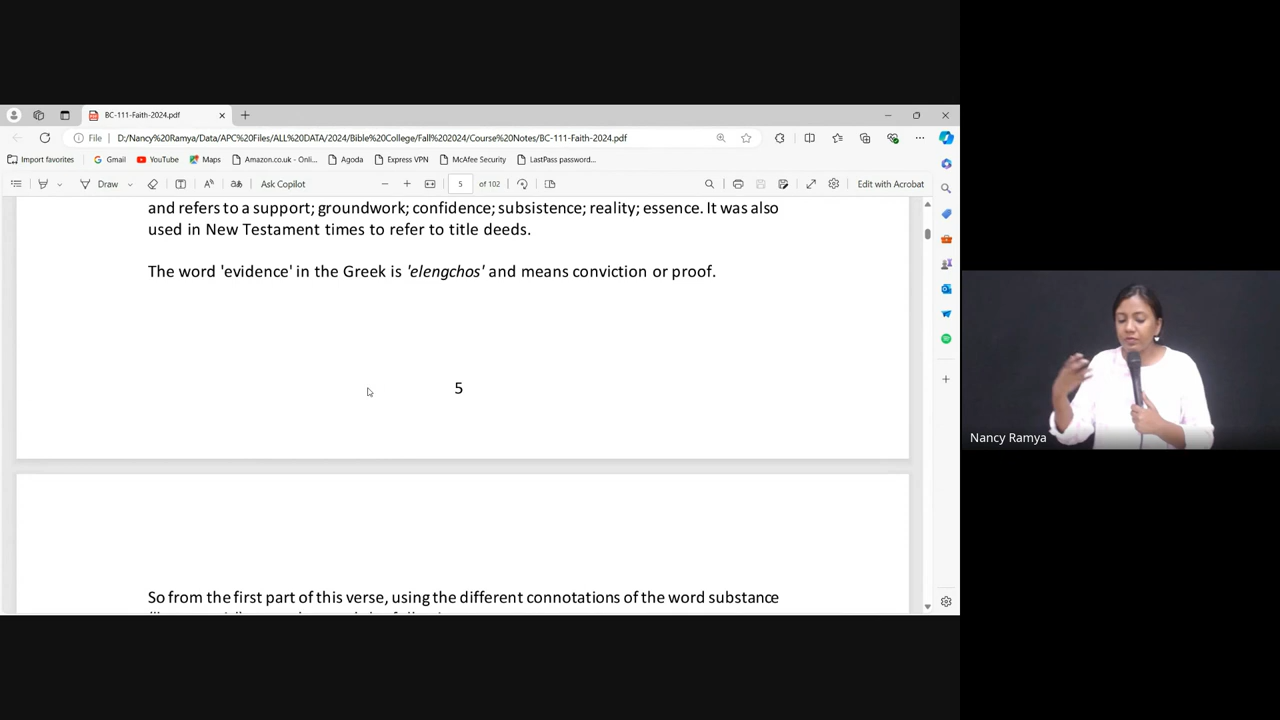 BC-111-Faith-2024.pdf
File
D:/Nancy%20Ramya/Data/APC%20Files/ALL%20DATA/2024/Bible%20College/Fall%202024/Course%20Notes/BC-111-Faith-2024.pdf
Import favorites Gmail YouTube Maps Amazon.co.uk - Onli... Agoda Express VPN McAfee Security LastPass password...
Draw Ask Copilot 5 of 102 Edit with Acrobat
and refers to a support; groundwork; confidence; subsistence; reality; essence. It was also
used in New Testament times to refer to title deeds.
The word 'evidence' in the Greek is 'elengchos' and means conviction or proof.
5
So from the first part of this verse, using the different connotations of the word substance
Nancy Ramya